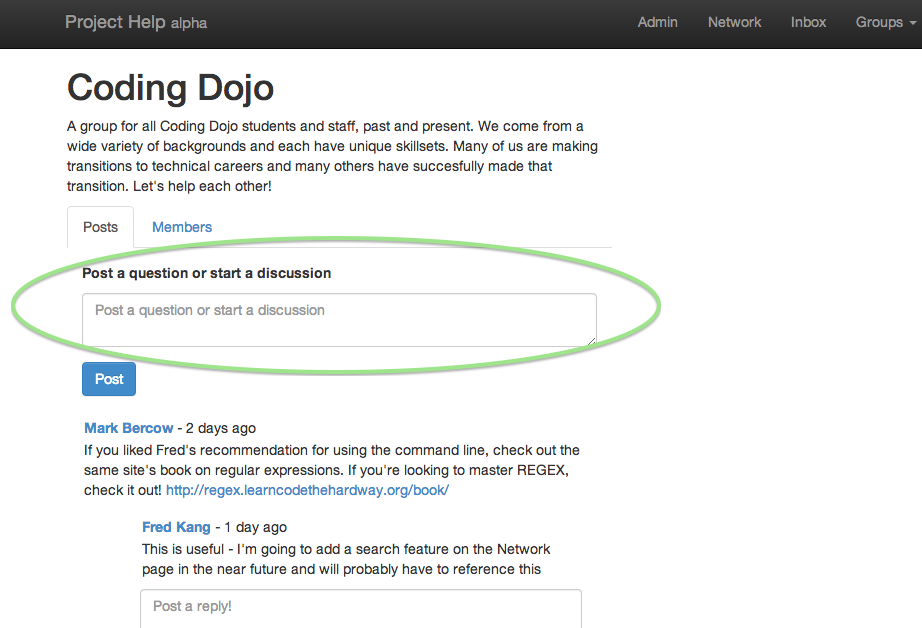 Project Help alpha Admin Network Inbox Groups
Coding Dojo
A group for all Coding Dojo students and staff, past and present. We come from a
wide variety of backgrounds and each have unique skillsets. Many of us are making
transitions to technical careers and many others have succesfully made that
transition. Let's help each other!
Posts Members
Post a question or start a discussion
Post a question or start a discussion
Post
Mark Bercow - 2 days ago
If you liked Fred's recommendation for using the command line, check out the
same site's book on regular expressions. If you're looking to master REGEX,
check it out! http://regex.learncodethehardway.org/book/
Fred Kang - 1 day ago
This is useful - I'm going to add a search feature on the Network
page in the near future and will probably have to reference this
Post a reply!